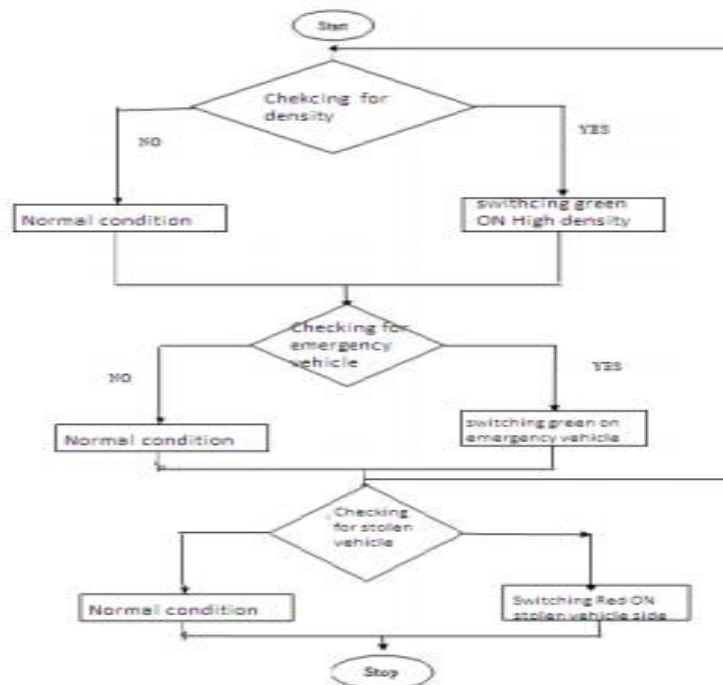 Start
Chekcing for
density
NO
YES
Normal condition
swithcing green
ON High density
Checking for
emergency
vehicle
NO
YES
Normal condition
switching green on
emergency vehicle
Checking
for stolen
vehicle
Normal condition
Switching Red ON
stolen vehicle side
Stop